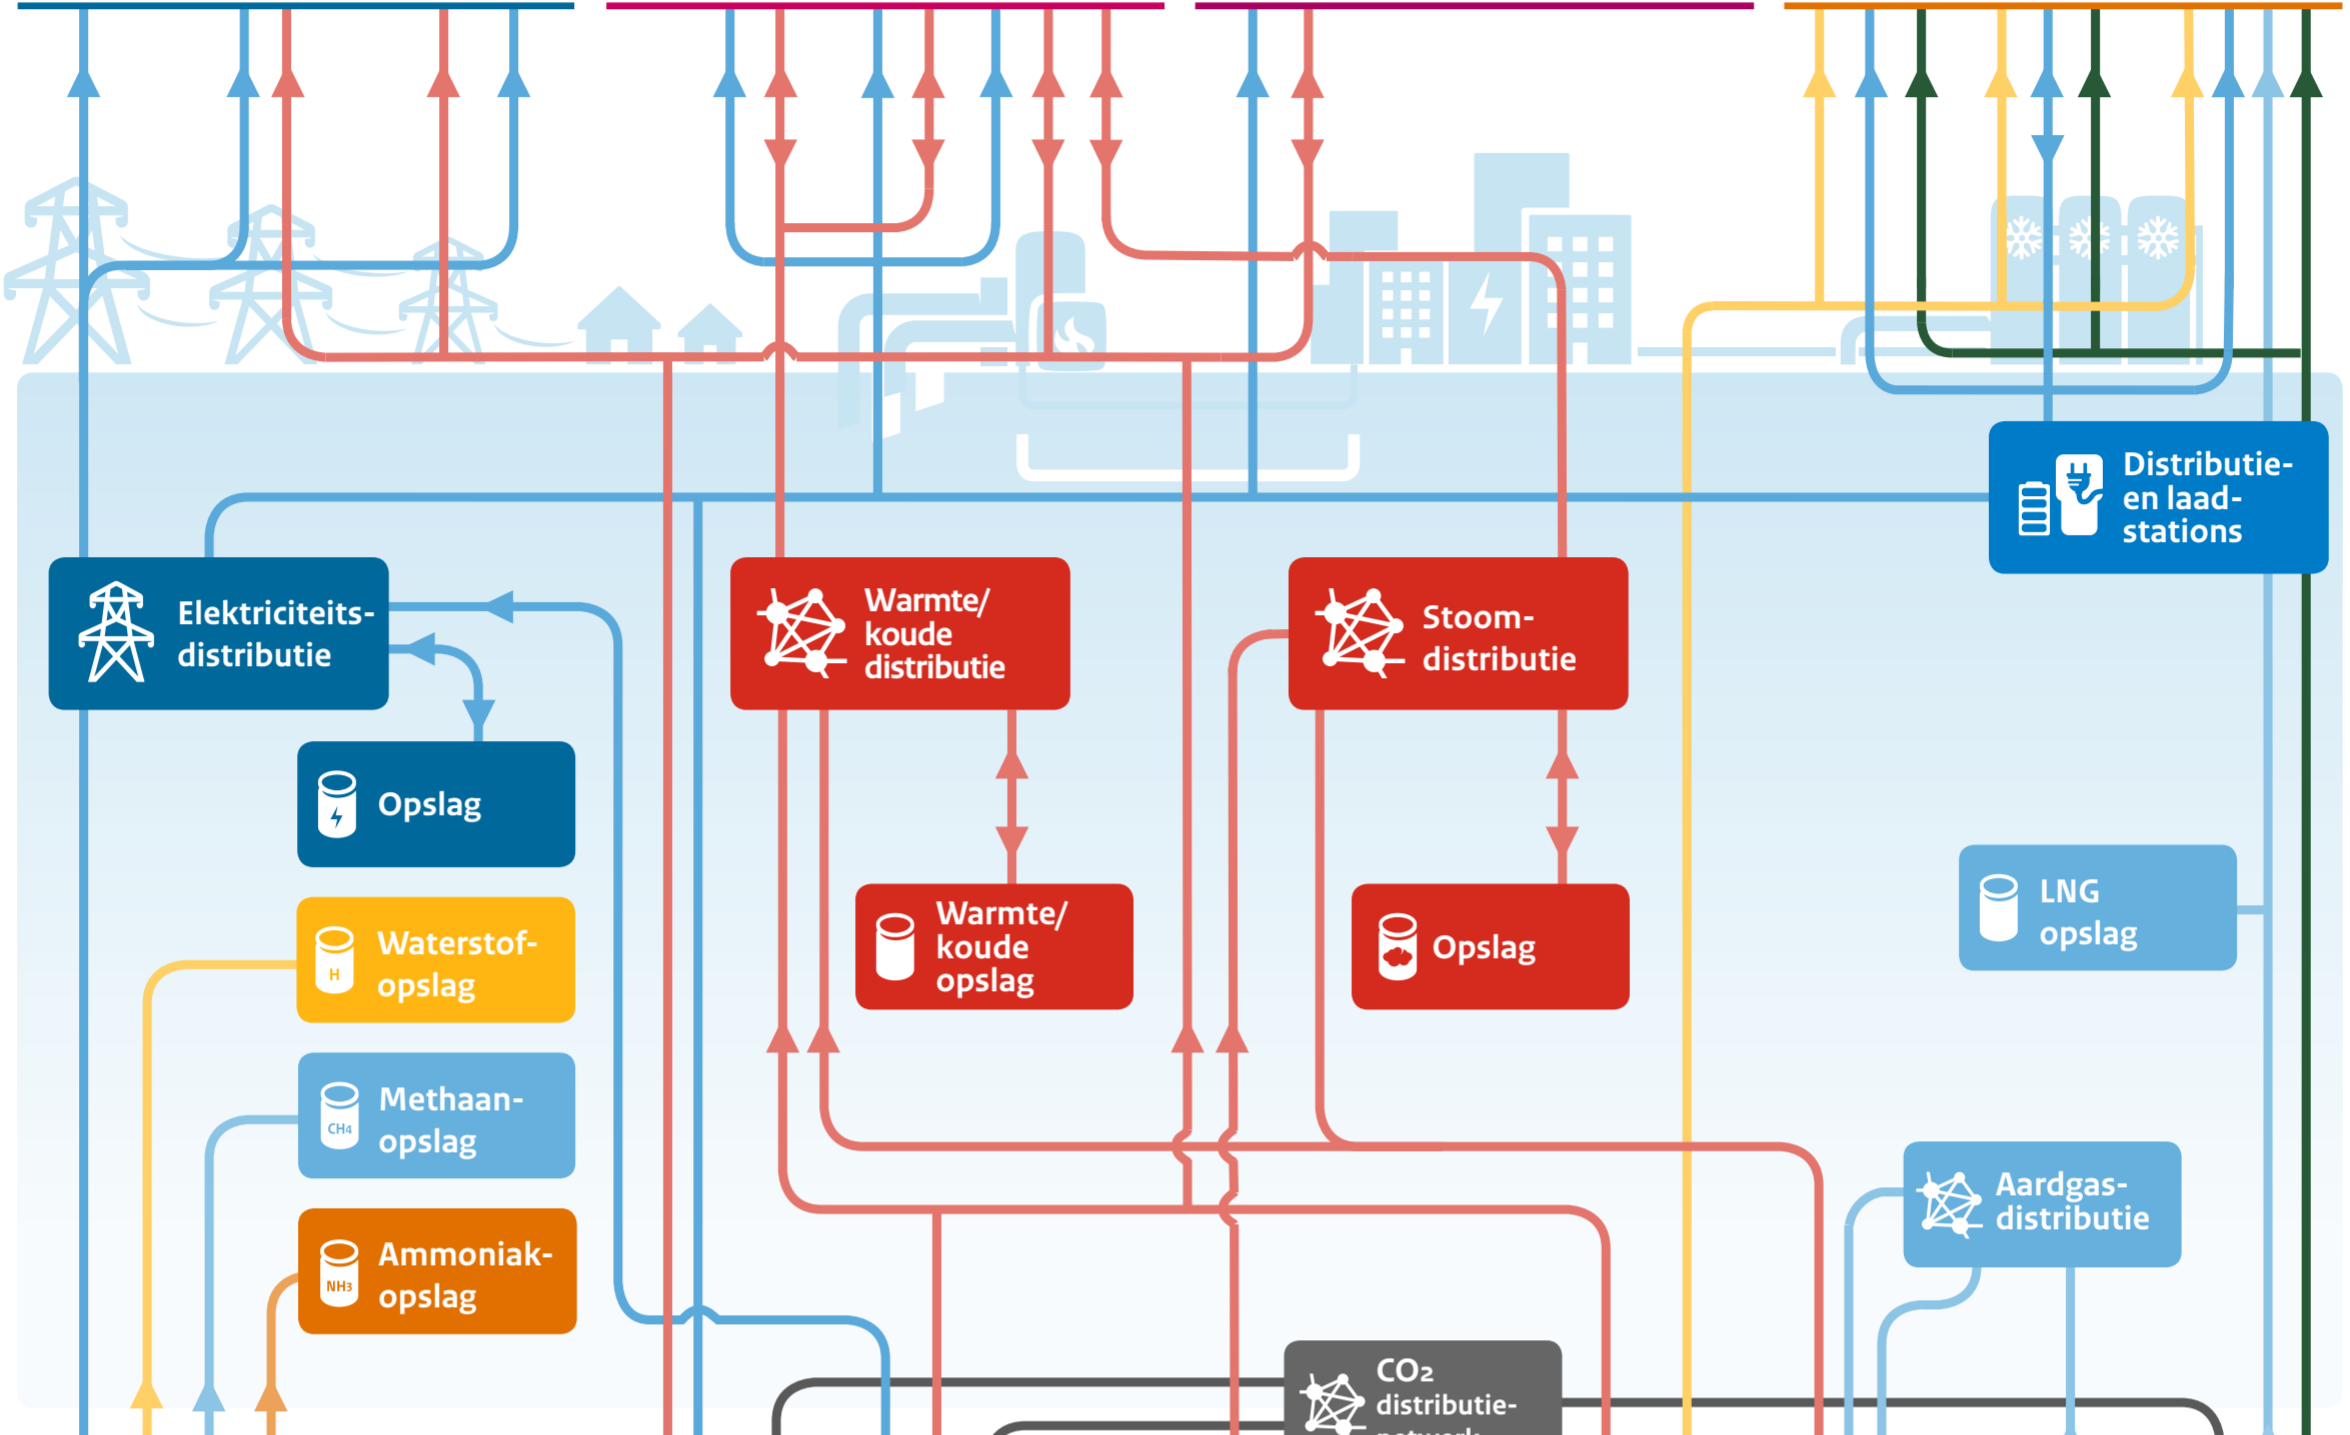 Distributie-
en laad-
stations
Elektriciteits-
distributie
Warmte/
koude
distributie
Stoom-
distributie
Opslag
Waterstof-
opslag
H
Warmte/
koude
opslag
Opslag
LNG
opslag
Methaan-
opslag
CH4
Aardgas-
distributie
Ammoniak-
opslag
NH3
CO2
distributie-
netwerk